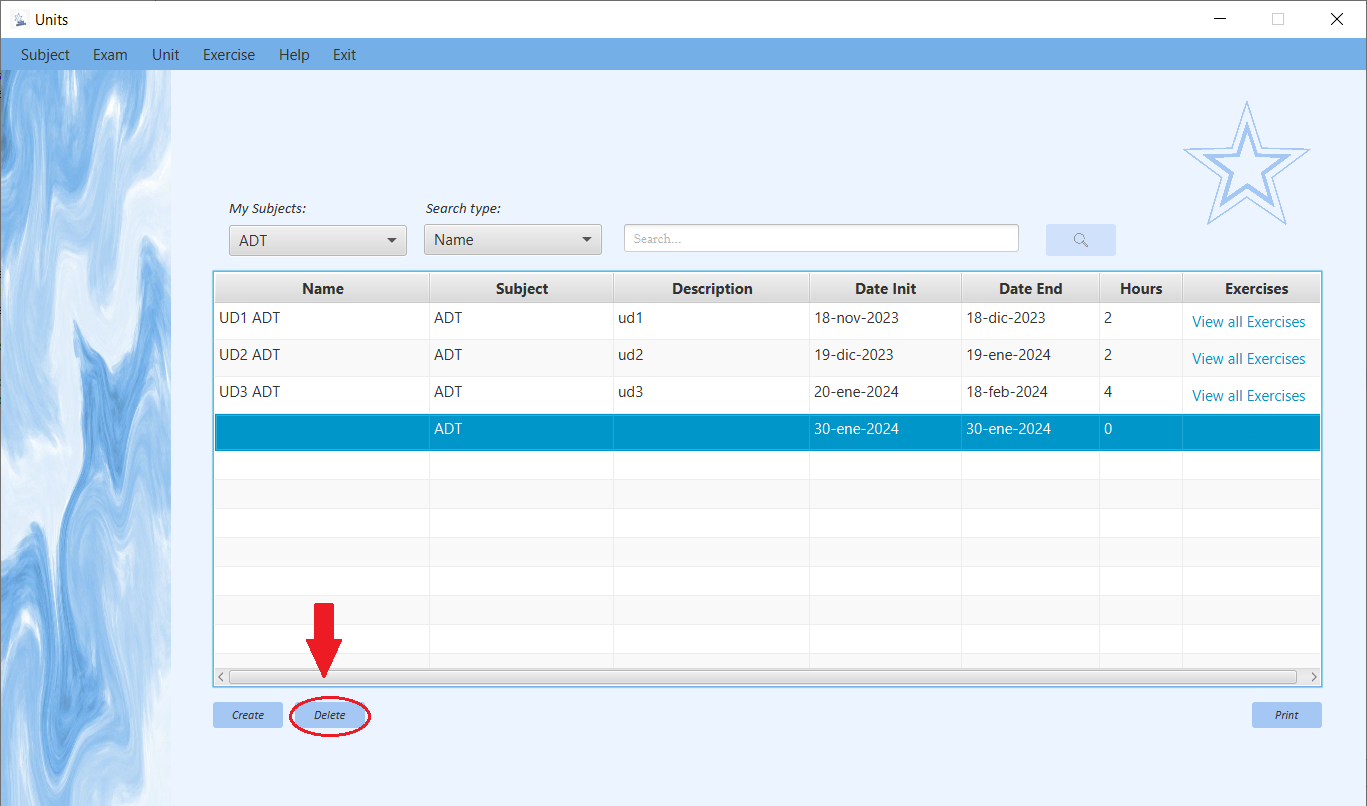 Units
Subject Exam Unit Exercise Help Exit
My Subjects: Search type:
ADT Name Search...
Name Subject Description Date Init Date End Hours Exercises
UD1 ADT ADT ud1 18-nov-2023 18-dic-2023 2 View all Exercises
UD2 ADT ADT ud2 19-dic-2023 19-ene-2024 2 View all Exercises
UD3 ADT ADT ud3 20-ene-2024 18-feb-2024 4 View all Exercises
ADT 30-ene-2024 30-ene-2024 0
Create Delete Print